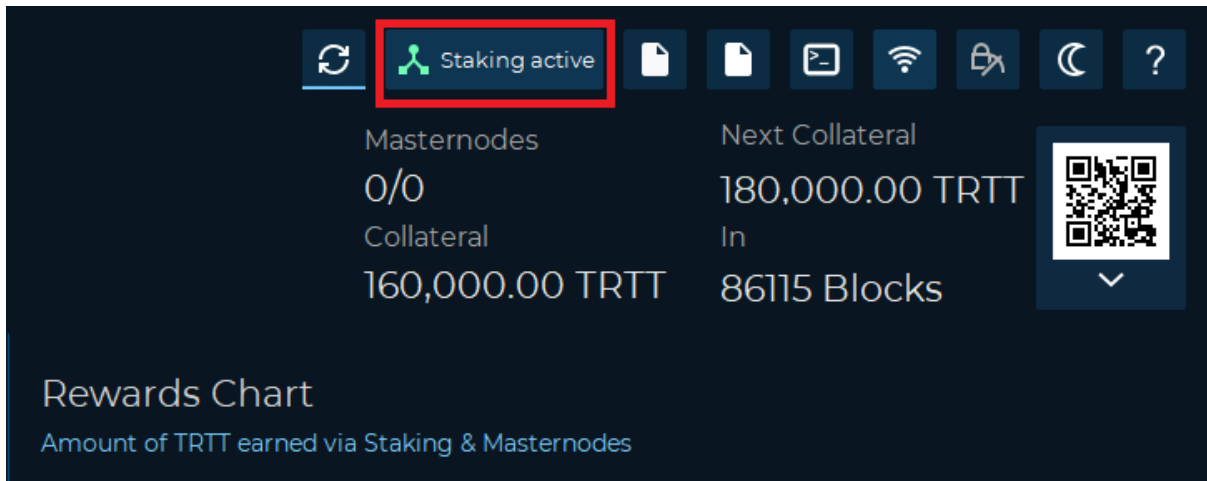 Staking active
?
Masternodes
0/0
Collateral
160,000.00 TRTT
Next Collateral
180,000.00 TRTT
In
86115 Blocks
Rewards Chart
Amount of TRTT earned via Staking & Masternodes